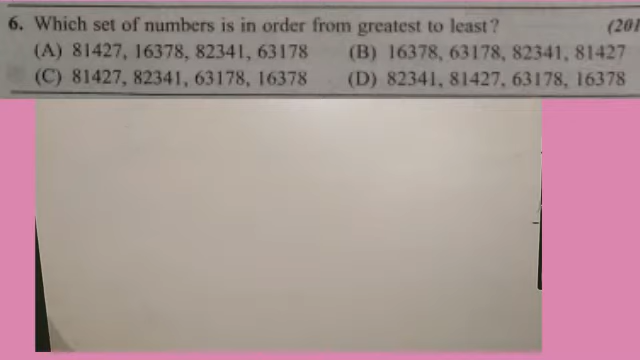 6. Which set of numbers is in order from greatest to least? (201
(A) 81427, 16378, 82341, 63178 (B) 16378, 63178, 82341, 81427
(C) 81427, 82341, 63178, 16378 (D) 82341, 81427, 63178, 16378